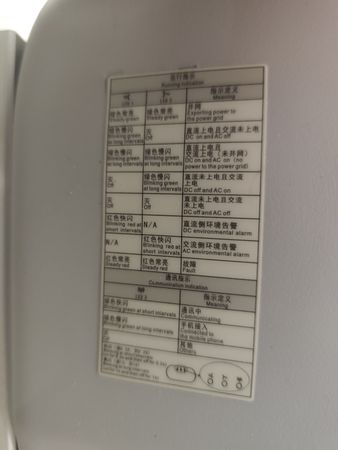 运行指示
Running indication
LED 1 LED 2 指示定义
Meaning
绿色常亮 绿色常亮 并网
Steady green Steady green Exporting power to
the power grid
绿色慢闪 灭 直流上电且交流未上电
Blinking green
at long intervals Off DC on and AC off
绿色慢闪 绿色慢闪 直流上电且
交流上电(未并网)
Blinking green
at long intervals Blinking green
at long intervals DC on and AC on (no
power to the power grid)
灭 绿色慢闪 直流未上电且交流
上电
Off Blinking green
at long intervals DC off and AC on
灭 灭 直流未上电且交流
未上电
Off Off DC off and AC off
红色快闪 N/A 直流侧环境告警
Blinking red at
short intervals DC environmental alarm
N/A 红色快闪 交流侧环境告警
Blinking red at
short intervals AC environmental alarm
红色常亮 红色常亮 故障
Steady red Steady red Fault
通讯指示
Communication indication
LED 3 指示定义
Meaning
绿色快闪 通讯中
Blinking green at short intervals Communicating
绿色慢闪 手机接入
Blinking green at long intervals Connected to
the mobile phone
灭 其他
Off Others